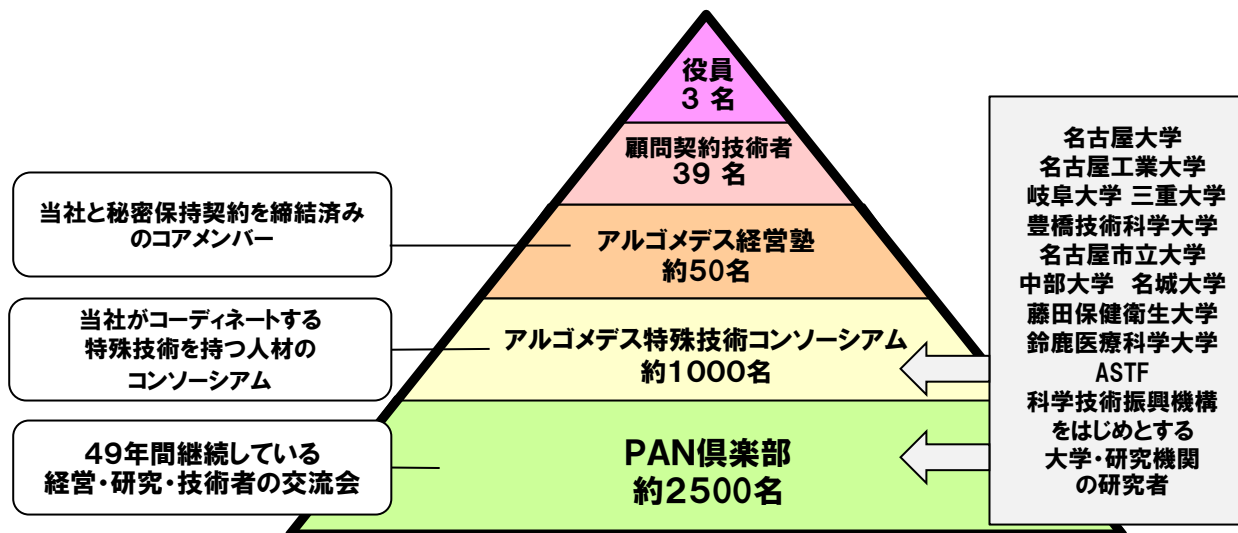 役員
3 名
顧問契約技術者
39 名
アルゴメデス経営塾
約50名
アルゴメデス特殊技術コンソーシアム
約1000名
PAN倶楽部
約2500名
当社と秘密保持契約を締結済み
のコアメンバー
当社がコーディネートする
特殊技術を持つ人材の
コンソーシアム
49年間継続している
経営・研究・技術者の交流会
名古屋大学
名古屋工業大学
岐阜大学 三重大学
豊橋技術科学大学
名古屋市立大学
中部大学 名城大学
藤田保健衛生大学
鈴鹿医療科学大学
ASTF
科学技術振興機構
をはじめとする
大学・研究機関
の研究者